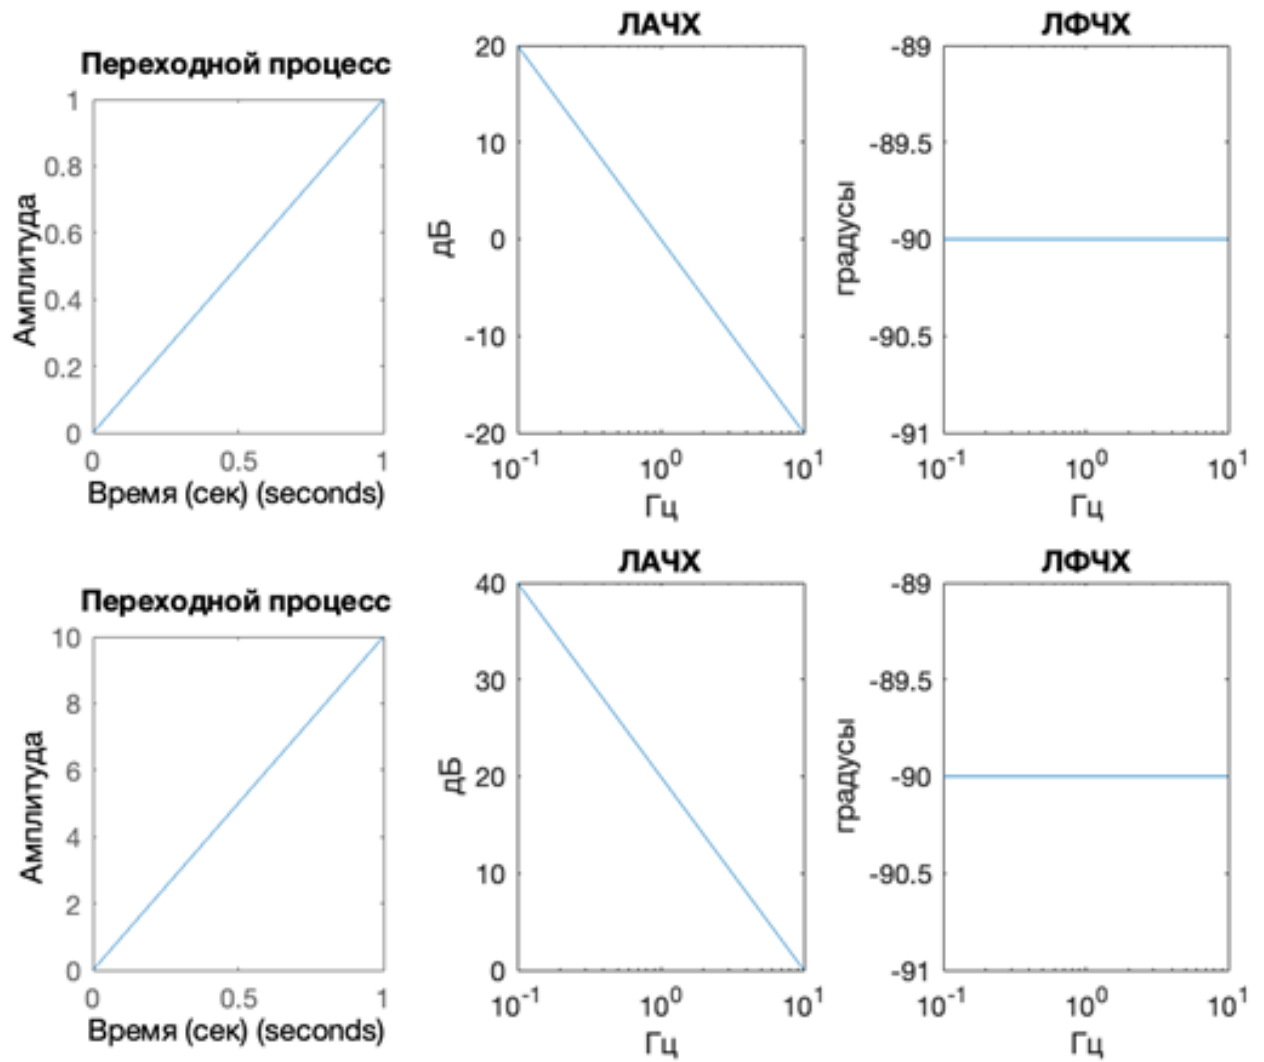 Переходной процесс
Амплитуда
1
0.8
0.6
0.4
0.2
0
0 0.5 1
Время (сек) (seconds)
ЛАЧХ
дБ
20
10
0
-10
-20
10^-1 10^0 10^1
Гц
ЛФЧХ
градусы
-89
-89.5
-90
-90.5
-91
10^-1 10^0 10^1
Гц
Переходной процесс
Амплитуда
10
8
6
4
2
0
0 0.5 1
Время (сек) (seconds)
ЛАЧХ
дБ
40
30
20
10
0
10^-1 10^0 10^1
Гц
ЛФЧХ
градусы
-89
-89.5
-90
-90.5
-91
10^-1 10^0 10^1
Гц